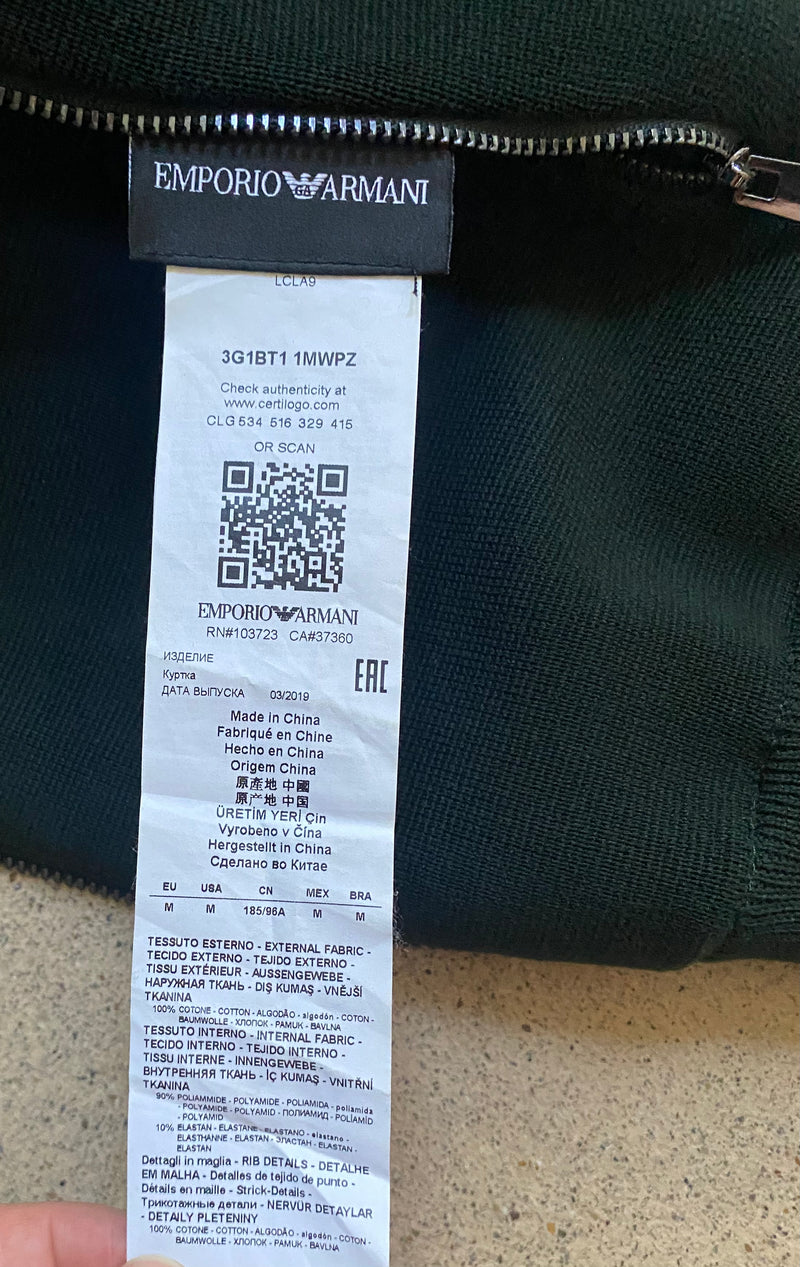 EMPORIO GA ARMANI
LCLA9
3G1BT1 1MWPZ
Check authenticity at
www.certilogo.com
CLG 534 516 329 415
OR SCAN
EMPORIO ARMANI
RN#103723 CA#37360
ИЗДЕЛИЕ
Куртка
ДАТА ВЫПУСКА 03/2019
EAC
Made in China
Fabriqué en Chine
Hecho en China
Origem China
原產地 中國
原产地 中国
ÜRETİM YERİ Çin
Vyrobeno v Čína
Hergestellt in China
Сделано во Китае
EU USA CN MEX BRA
M M 185/96A M M
TESSUTO ESTERNO - EXTERNAL FABRIC -
TECIDO EXTERNO - TEJIDO EXTERNO -
TISSU EXTÉRIEUR - AUSSENGEWEBE -
НАРУЖНАЯ ТКАНЬ - DIŞ KUMAŞ - VNĚJŠÍ
TKANINA
100% COTONE - COTTON - ALGODÃO - algodón - COTON -
BAUMWOLLE - ХЛОПОК - PAMUK - BAVLNA
TESSUTO INTERNO - INTERNAL FABRIC -
TECIDO INTERNO - TEJIDO INTERNO -
TISSU INTERNE - INNENGEWEBE -
ВНУТРЕННЯЯ ТКАНЬ - İÇ KUMAŞ - VNITŘNÍ
TKANINA
90% POLIAMMIDE - POLYAMIDE - POLIAMIDA - poliamida
- POLYAMIDE - POLYAMID - ПОЛИАМИД - POLİAMİD
- POLYAMID
10% ELASTAN - ELASTANE - ELASTANO - elastano -
ELASTHANNE - ELASTAN - ЭЛАСТАН - ELASTAN -
ELASTAN
Dettagli in maglia - RIB DETAILS - DETALHE
EM MALHA - Detalles de tejido de punto -
Détails en maille - Strick-Details -
Трикотажные детали - NERVÜR DETAYLAR
- DETAILY PLETENINY
100% COTONE - COTTON - ALGODÃO - algodón - COTON -
BAUMWOLLE - ХЛОПОК - PAMUK - BAVLNA